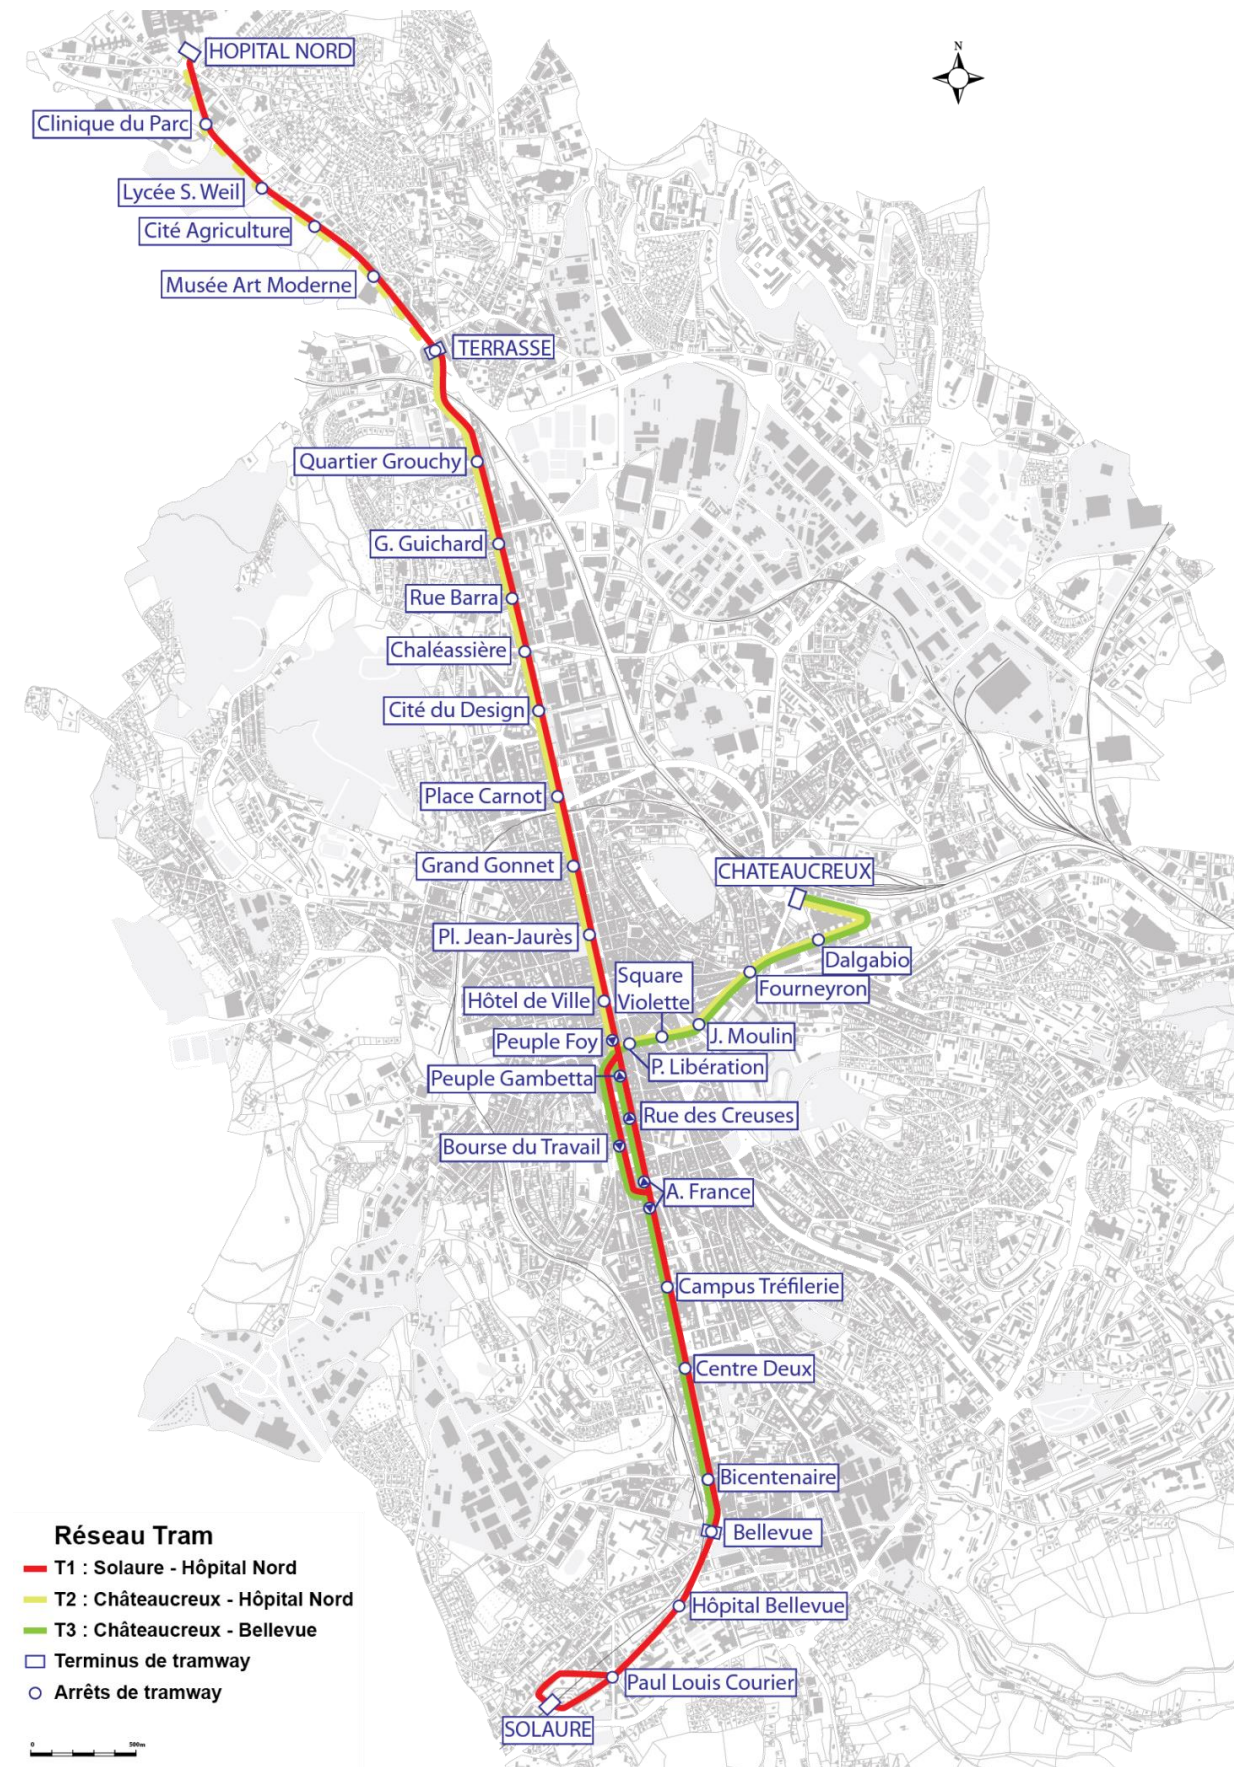 N
HOPITAL NORD
Clinique du Parc
Lycée S. Weil
Cité Agriculture
Musée Art Moderne
TERRASSE
Quartier Grouchy
G. Guichard
Rue Barra
Chaléassière
Cité du Design
Place Carnot
Grand Gonnet
CHATEAUCREUX
Pl. Jean-Jaurès
Dalgabio
Square
Violette
Fourneyron
Hôtel de Ville
J. Moulin
Peuple Foy
P. Libération
Peuple Gambetta
Rue des Creuses
Bourse du Travail
A. France
Campus Tréfilerie
Centre Deux
Bicentenaire
Bellevue
Hôpital Bellevue
Paul Louis Courier
SOLAURE
Réseau Tram
T1 : Solaure - Hôpital Nord
T2 : Châteaucreux - Hôpital Nord
T3 : Châteaucreux - Bellevue
Terminus de tramway
Arrêts de tramway
0 500m